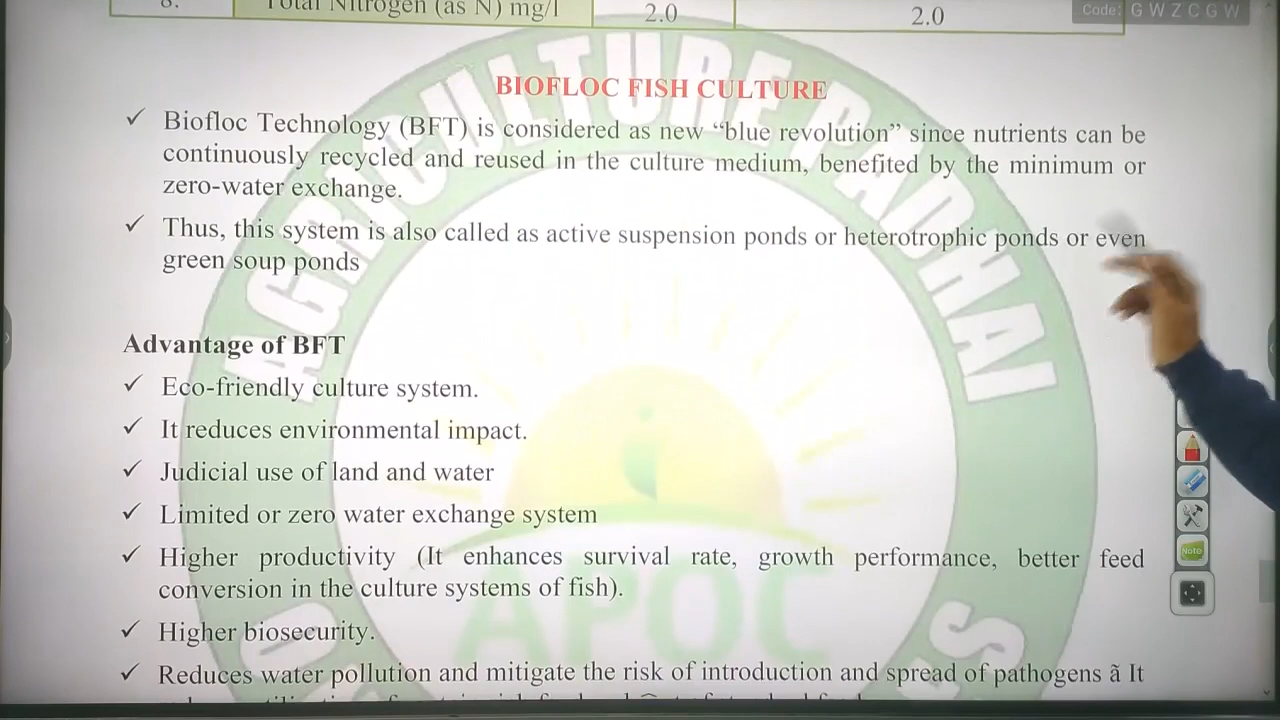 8. Total Nitrogen (as N) mg/l 2.0 2.0
Code: G W Z C G W
BIOFLOC FISH CULTURE
✓ Biofloc Technology (BFT) is considered as new “blue revolution” since nutrients can be
continuously recycled and reused in the culture medium, benefited by the minimum or
zero-water exchange.
✓ Thus, this system is also called as active suspension ponds or heterotrophic ponds or even
green soup ponds
Advantage of BFT
✓ Eco-friendly culture system.
✓ It reduces environmental impact.
✓ Judicial use of land and water
✓ Limited or zero water exchange system
✓ Higher productivity (It enhances survival rate, growth performance, better feed
conversion in the culture systems of fish).
✓ Higher biosecurity.
✓ Reduces water pollution and mitigate the risk of introduction and spread of pathogens ã It
AGRICULTURE PADHAI
APOC
Note